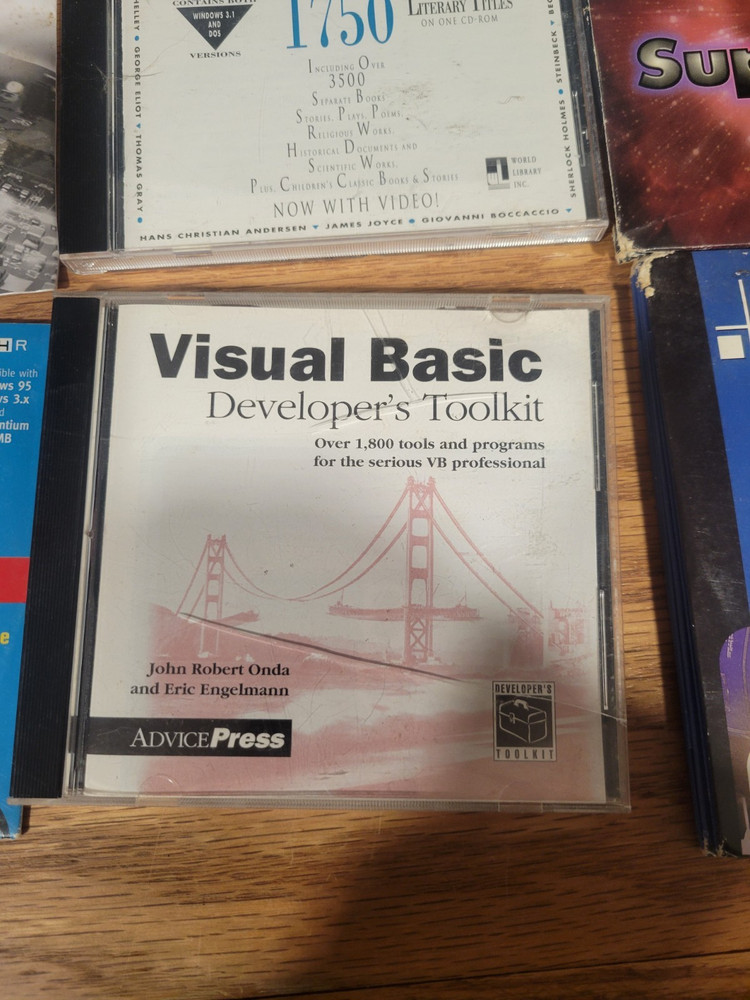 CONTAINS BOTH
WINDOWS 3.1
AND
DOS
VERSIONS
1750
LITERARY TITLES
ON ONE CD-ROM
INCLUDING OVER
3500
SEPARATE BOOKS
STORIES, PLAYS, POEMS,
RELIGIOUS WORKS,
HISTORICAL DOCUMENTS AND
SCIENTIFIC WORKS.
PLUS, CHILDREN'S CLASSIC BOOKS & STORIES
NOW WITH VIDEO!
WORLD
LIBRARY
INC.
GEORGE ELIOT • THOMAS GRAY
HANS CHRISTIAN ANDERSEN ▼ JAMES JOYCE • GIOVANNI BOCCACCIO ▼
SHERLOCK HOLMES • STEINBECK ▼
Visual Basic
Developer's Toolkit
Over 1,800 tools and programs
for the serious VB professional
John Robert Onda
and Eric Engelmann
ADVICEPress
DEVELOPER'S
TOOLKIT
with
95
3.x
MB